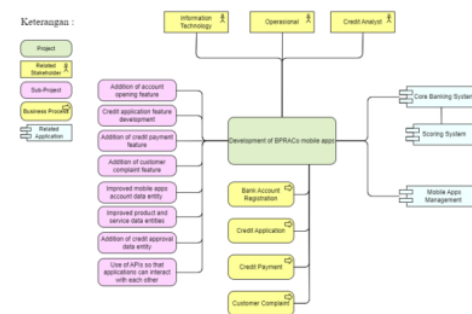 Keterangan :
Project
Related
Stakeholder
Sub-Project
Business Process
Related
Application
Information
Technology
Operasional
Credit Analyst
Addition of account
opening feature
Credit application feature
development
Addition of credit payment
feature
Addition of customer
complaint feature
Improved mobile apps
account data entity
Improved product and
service data entities
Addition of credit approval
data entity
Use of APIs so that
applications can interact
with each other
Development of BPRACs mobile apps
Bank Account
Registration
Credit Application
Credit Payment
Customer Complaint
Core Banking System
Scoring System
Mobile Apps
Management